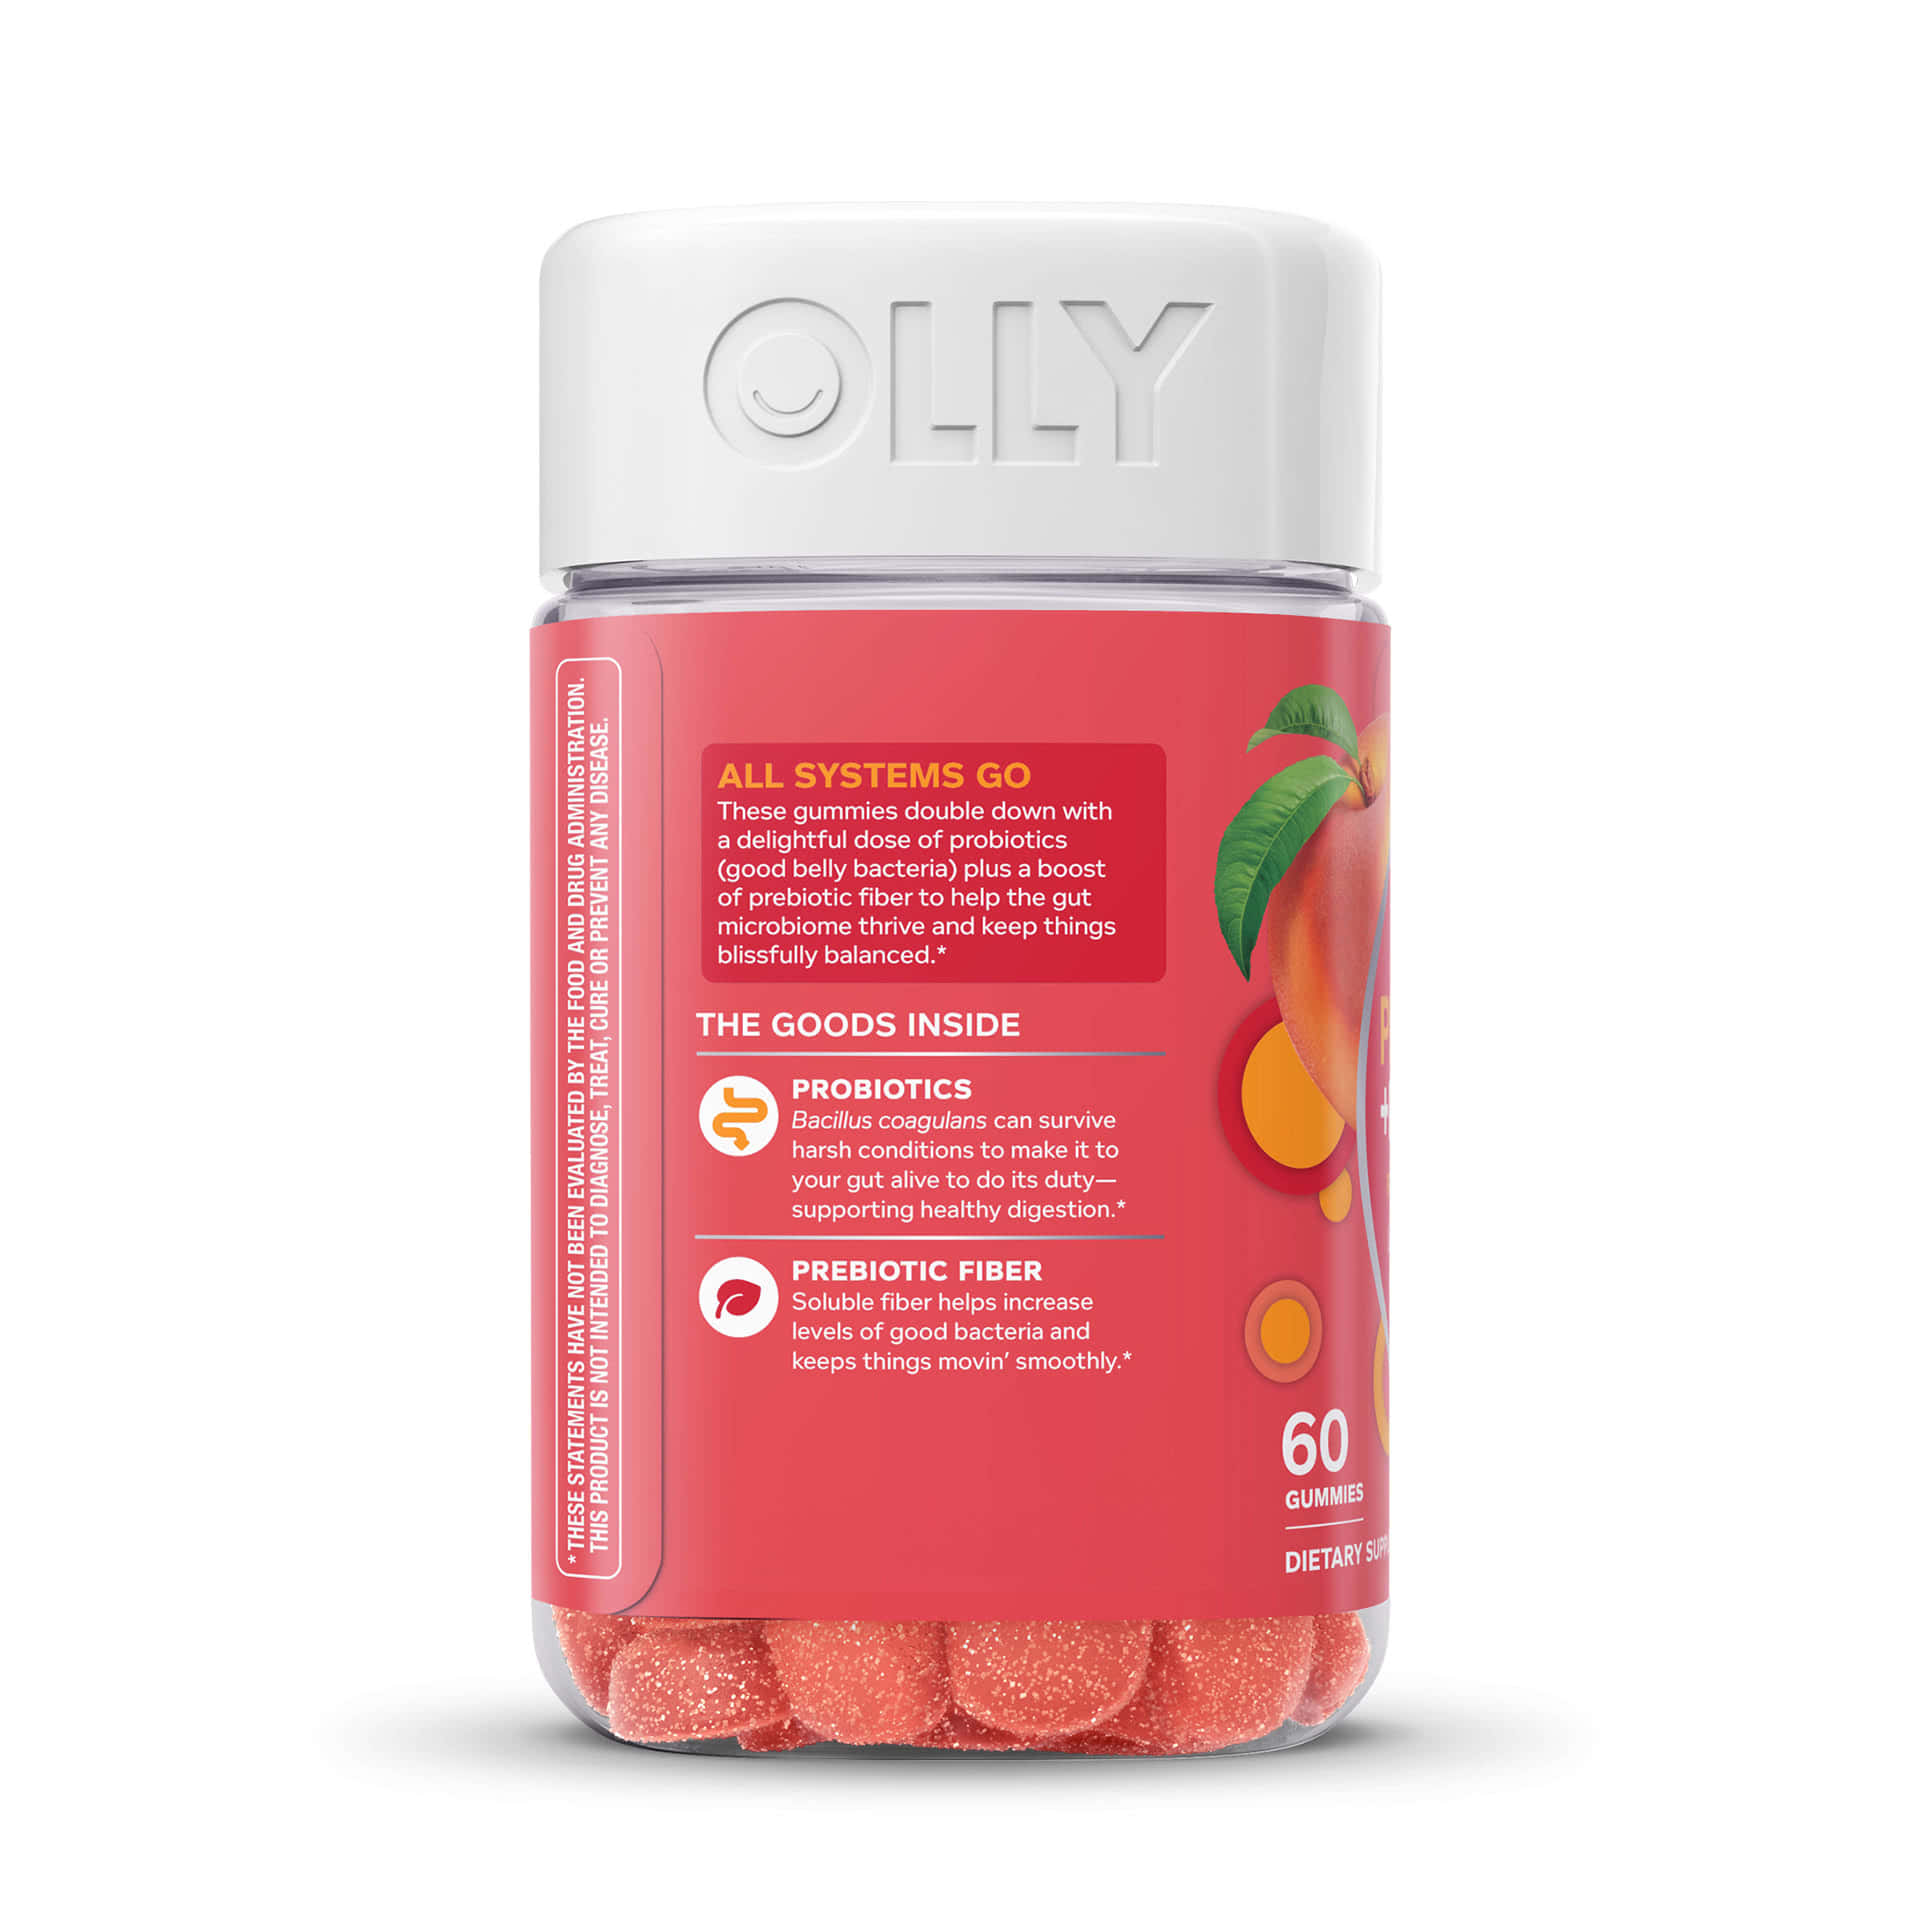 OLLY
* THESE STATEMENTS HAVE NOT BEEN EVALUATED BY THE FOOD AND DRUG ADMINISTRATION.
THIS PRODUCT IS NOT INTENDED TO DIAGNOSE, TREAT, CURE OR PREVENT ANY DISEASE.
ALL SYSTEMS GO
These gummies double down with
a delightful dose of probiotics
(good belly bacteria) plus a boost
of prebiotic fiber to help the gut
microbiome thrive and keep things
blissfully balanced.*
THE GOODS INSIDE
PROBIOTICS
Bacillus coagulans can survive
harsh conditions to make it to
your gut alive to do its duty—
supporting healthy digestion.*
PREBIOTIC FIBER
Soluble fiber helps increase
levels of good bacteria and
keeps things movin’ smoothly.*
60
GUMMIES
DIETARY